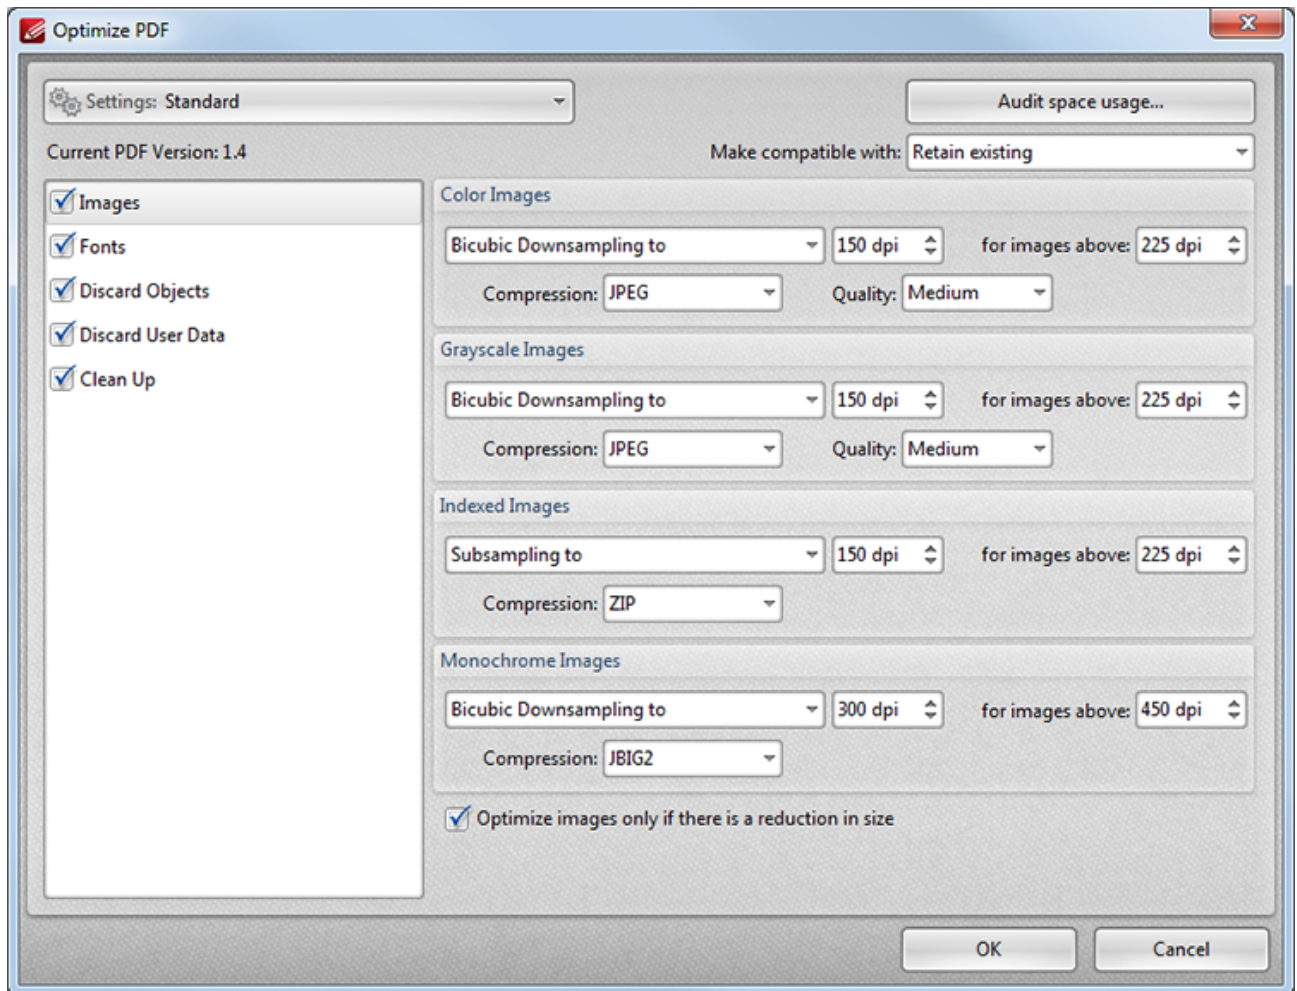 Optimize PDF
Settings: Standard
Audit space usage...
Current PDF Version: 1.4
Make compatible with: Retain existing
Images
Fonts
Discard Objects
Discard User Data
Clean Up
Color Images
Bicubic Downsampling to 150 dpi for images above: 225 dpi
Compression: JPEG Quality: Medium
Grayscale Images
Bicubic Downsampling to 150 dpi for images above: 225 dpi
Compression: JPEG Quality: Medium
Indexed Images
Subsampling to 150 dpi for images above: 225 dpi
Compression: ZIP
Monochrome Images
Bicubic Downsampling to 300 dpi for images above: 450 dpi
Compression: JBIG2
Optimize images only if there is a reduction in size
OK Cancel